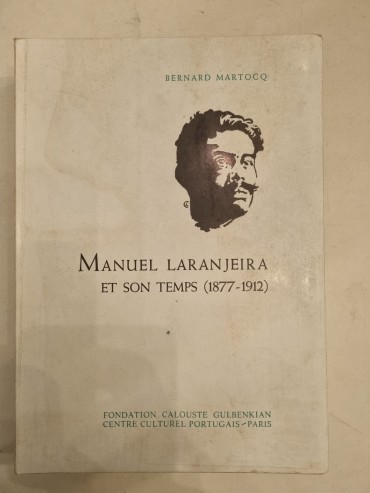 BERNARD MARTOCQ
MANUEL LARANJEIRA
ET SON TEMPS (1877-1912)
FONDATION CALOUSTE GULBENKIAN
CENTRE CULTUREL PORTUGAIS-PARIS